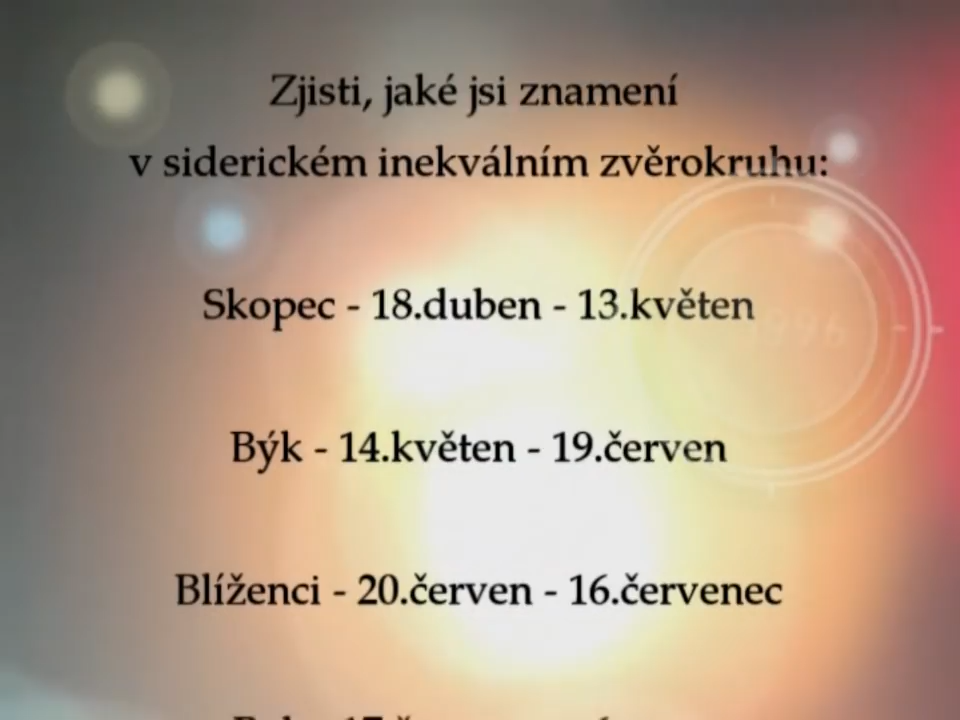 Zjisti, jaké jsi znamení
v siderickém inekválním zvěrokruhu:
Skopec - 18.duben - 13.květen
Býk - 14.květen - 19.červen
Blíženci - 20.červen - 16.červenec